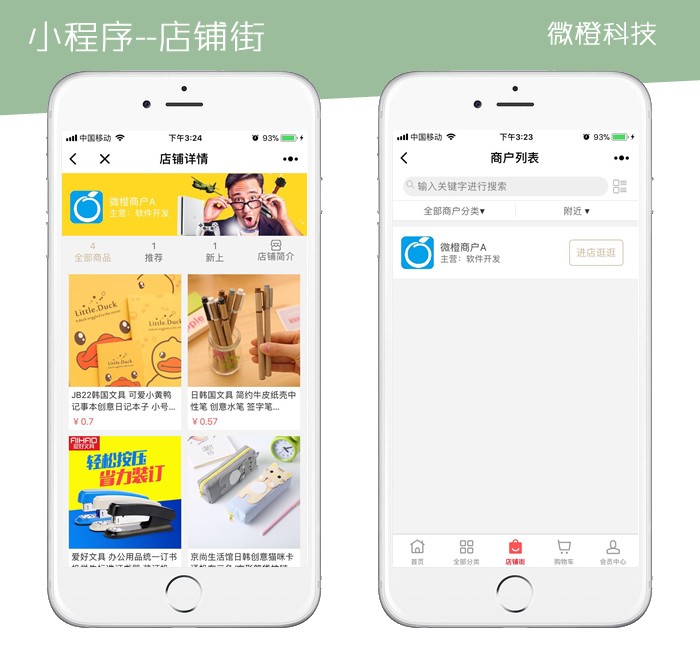 小程序--店铺街
微橙科技
中国移动
下午3:24
93%
店铺详情
微橙商户A
主营：软件开发
4
全部商品
1
推荐
1
新上
店铺简介
Little.Duck
Little.Duck
JB22韩国文具 可爱小黄鸭
记事本创意日记本子 小号...
¥0.7
日韩国文具 简约牛皮纸壳中
性笔 创意水笔 签字笔...
¥0.57
AIHAO
爱好文具
轻松按压
省力装订
爱好文具 办公用品统一订书
京尚生活馆日韩创意猫咪卡
中国移动
下午3:23
93%
商户列表
输入关键字进行搜索
全部商户分类▾
附近▾
微橙商户A
主营：软件开发
进店逛逛
首页
全部分类
店铺街
购物车
会员中心